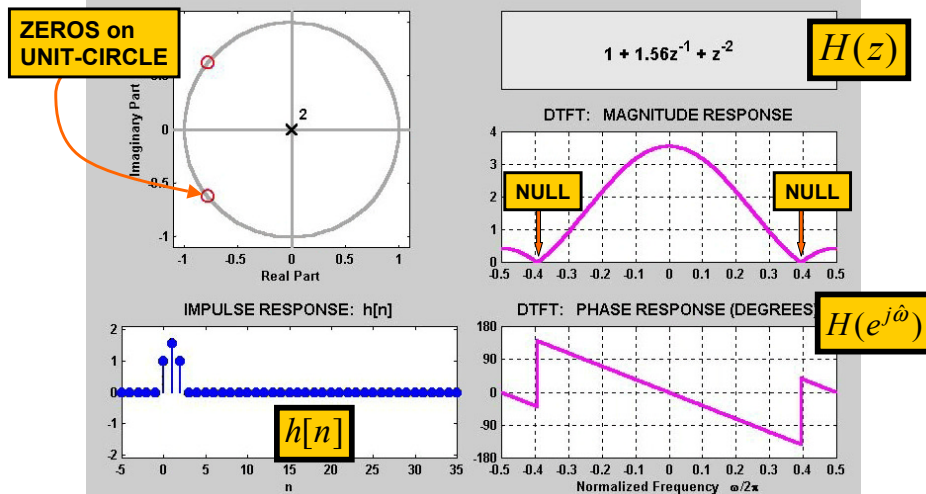 ZEROS on
UNIT-CIRCLE
Imaginary Part
0
-0.5
-1
2
-1 -0.5 0 0.5 1
Real Part
1 + 1.56z⁻¹ + z⁻²
H(z)
DTFT: MAGNITUDE RESPONSE
4
3
2
1
0
NULL
NULL
-0.5 -0.4 -0.3 -0.2 -0.1 0 0.1 0.2 0.3 0.4 0.5
IMPULSE RESPONSE: h[n]
2
1
0
-1
-2
h[n]
-5 0 5 10 15 20 25 30 35
n
DTFT: PHASE RESPONSE (DEGREES)
H(e^{jω̂})
180
90
0
-90
-180
-0.5 -0.4 -0.3 -0.2 -0.1 0 0.1 0.2 0.3 0.4 0.5
Normalized Frequency ω/2π